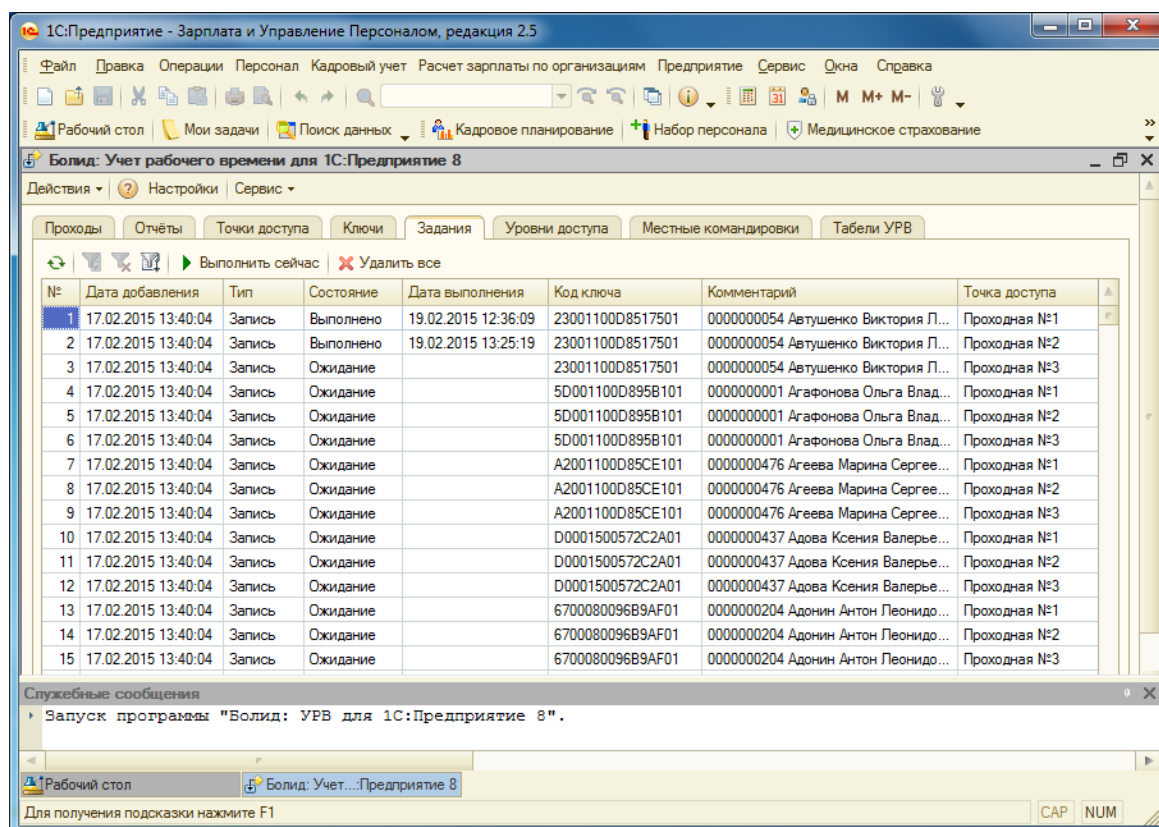 1С:Предприятие - Зарплата и Управление Персоналом, редакция 2.5
Файл Правка Операции Персонал Кадровый учет Расчет зарплаты по организациям Предприятие Сервис Окна Справка
M M+ M-
Рабочий стол Мои задачи Поиск данных Кадровое планирование Набор персонала Медицинское страхование
Болид: Учет рабочего времени для 1С:Предприятие 8
Действия Настройки Сервис
Проходы Отчёты Точки доступа Ключи Задания Уровни доступа Местные командировки Табели УРВ
Выполнить сейчас Удалить все
№ Дата добавления Тип Состояние Дата выполнения Код ключа Комментарий Точка доступа
1 17.02.2015 13:40:04 Запись Выполнено 19.02.2015 12:36:09 23001100D8517501 0000000054 Автушенко Виктория Л... Проходная №1
2 17.02.2015 13:40:04 Запись Выполнено 19.02.2015 13:25:19 23001100D8517501 0000000054 Автушенко Виктория Л... Проходная №2
3 17.02.2015 13:40:04 Запись Ожидание 23001100D8517501 0000000054 Автушенко Виктория Л... Проходная №3
4 17.02.2015 13:40:04 Запись Ожидание 5D001100D895B101 0000000001 Агафонова Ольга Влад... Проходная №1
5 17.02.2015 13:40:04 Запись Ожидание 5D001100D895B101 0000000001 Агафонова Ольга Влад... Проходная №2
6 17.02.2015 13:40:04 Запись Ожидание 5D001100D895B101 0000000001 Агафонова Ольга Влад... Проходная №3
7 17.02.2015 13:40:04 Запись Ожидание A2001100D85CE101 0000000476 Агеева Марина Сергее... Проходная №1
8 17.02.2015 13:40:04 Запись Ожидание A2001100D85CE101 0000000476 Агеева Марина Сергее... Проходная №2
9 17.02.2015 13:40:04 Запись Ожидание A2001100D85CE101 0000000476 Агеева Марина Сергее... Проходная №3
10 17.02.2015 13:40:04 Запись Ожидание D0001500572C2A01 0000000437 Адова Ксения Валерье... Проходная №1
11 17.02.2015 13:40:04 Запись Ожидание D0001500572C2A01 0000000437 Адова Ксения Валерье... Проходная №2
12 17.02.2015 13:40:04 Запись Ожидание D0001500572C2A01 0000000437 Адова Ксения Валерье... Проходная №3
13 17.02.2015 13:40:04 Запись Ожидание 6700080096B9AF01 0000000204 Адонин Антон Леонидо... Проходная №1
14 17.02.2015 13:40:04 Запись Ожидание 6700080096B9AF01 0000000204 Адонин Антон Леонидо... Проходная №2
15 17.02.2015 13:40:04 Запись Ожидание 6700080096B9AF01 0000000204 Адонин Антон Леонидо... Проходная №3
Служебные сообщения
Запуск программы "Болид: УРВ для 1С:Предприятие 8".
Рабочий стол Болид: Учет...:Предприятие 8
Для получения подсказки нажмите F1 CAP NUM